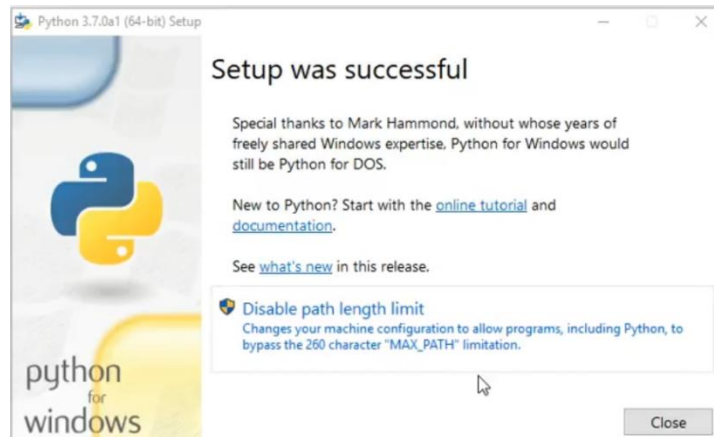 Python 3.7.0a1 (64-bit) Setup
Setup was successful
Special thanks to Mark Hammond, without whose years of
freely shared Windows expertise, Python for Windows would
still be Python for DOS.
New to Python? Start with the online tutorial and
documentation.
See what's new in this release.
Disable path length limit
Changes your machine configuration to allow programs, including Python, to
bypass the 260 character "MAX_PATH" limitation.
python
for
windows
Close